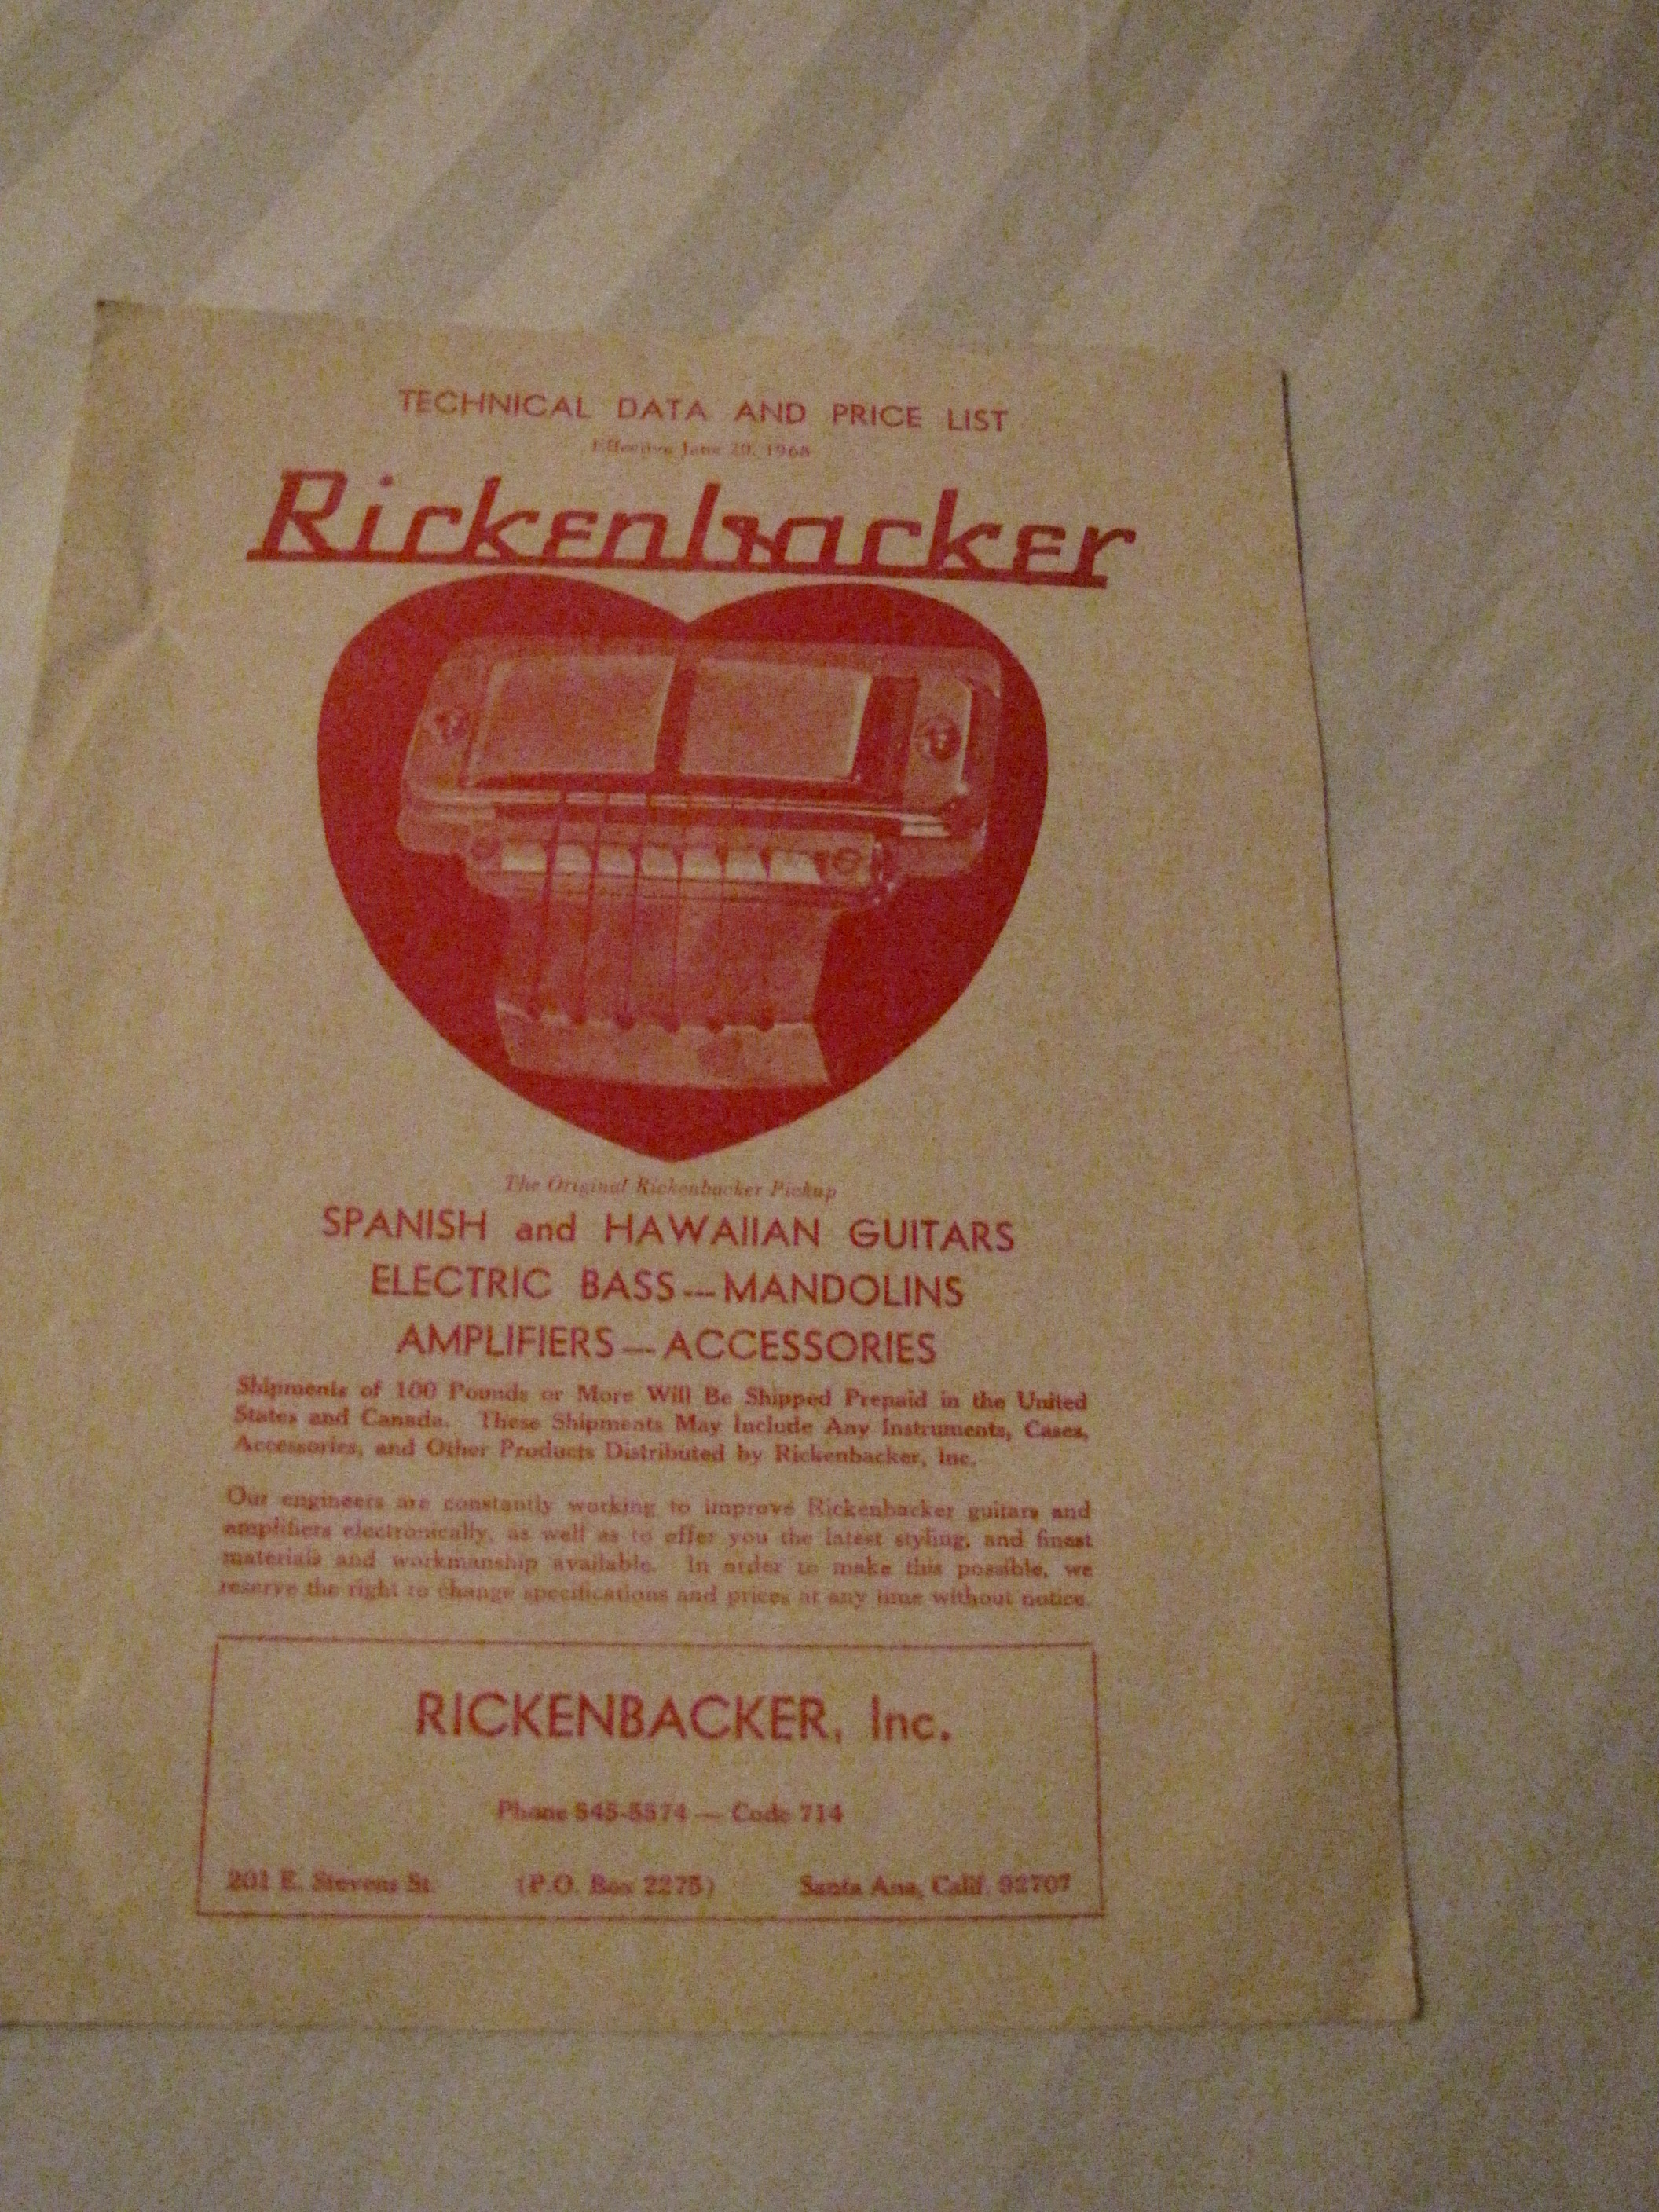 TECHNICAL DATA AND PRICE LIST
Effective June 20, 1968
Rickenbacker
The Original Rickenbacker Pickup
SPANISH and HAWAIIAN GUITARS
ELECTRIC BASS---MANDOLINS
AMPLIFIERS—ACCESSORIES
Shipments of 100 Pounds or More Will Be Shipped Prepaid in the United
States and Canada. These Shipments May Include Any Instruments, Cases,
Accessories, and Other Products Distributed by Rickenbacker, Inc.
Our engineers are constantly working to improve Rickenbacker guitars and
amplifiers electronically, as well as to offer you the latest styling, and finest
materials and workmanship available. In order to make this possible, we
reserve the right to change specifications and prices at any time without notice.
RICKENBACKER, Inc.
Phone 545-5574 — Code 714
201 E. Stevens St. (P.O. Box 2275) Santa Ana, Calif. 92707